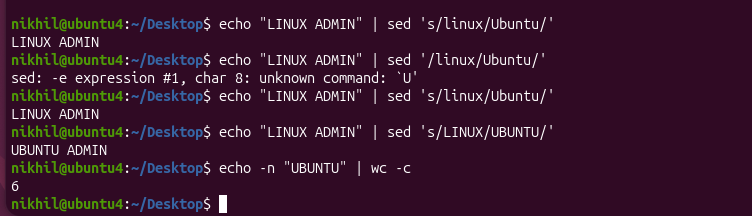 nikhil@ubuntu4:~/Desktop$ echo "LINUX ADMIN" | sed 's/linux/Ubuntu/'
LINUX ADMIN
nikhil@ubuntu4:~/Desktop$ echo "LINUX ADMIN" | sed '/linux/Ubuntu/'
sed: -e expression #1, char 8: unknown command: `U'
nikhil@ubuntu4:~/Desktop$ echo "LINUX ADMIN" | sed 's/linux/Ubuntu/'
LINUX ADMIN
nikhil@ubuntu4:~/Desktop$ echo "LINUX ADMIN" | sed 's/LINUX/UBUNTU/'
UBUNTU ADMIN
nikhil@ubuntu4:~/Desktop$ echo -n "UBUNTU" | wc -c
6
nikhil@ubuntu4:~/Desktop$